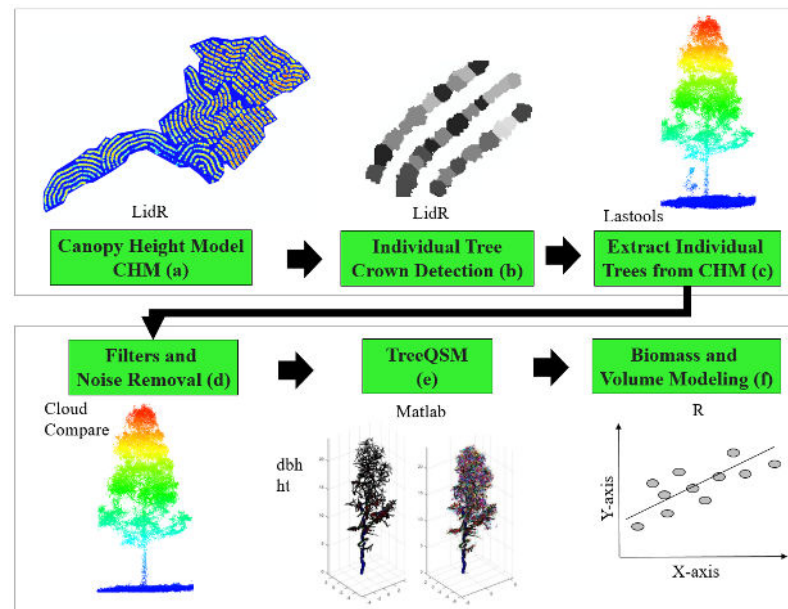 LidR
LidR
Lastools
Canopy Height Model
CHM (a)
Individual Tree
Crown Detection (b)
Extract Individual
Trees from CHM (c)
Filters and
Noise Removal (d)
TreeQSM
(e)
Biomass and
Volume Modeling (f)
Cloud
Compare
Matlab
R
dbh
ht
Y-axis
X-axis